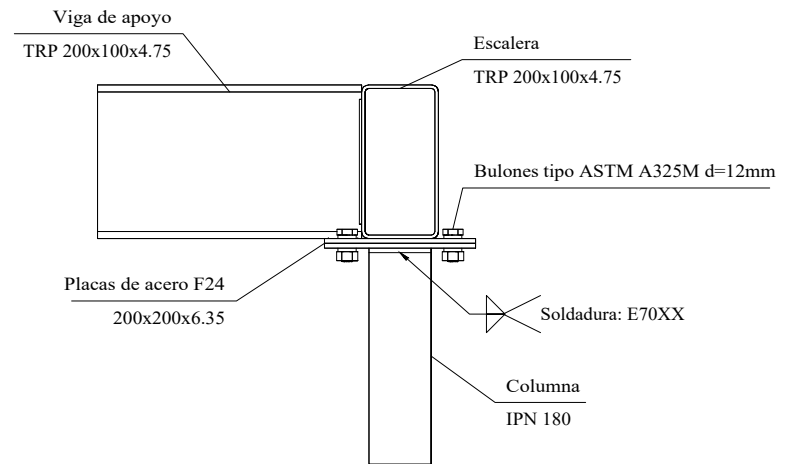 Viga de apoyo
TRP 200x100x4.75
Escalera
TRP 200x100x4.75
Bulones tipo ASTM A325M d=12mm
Placas de acero F24
200x200x6.35
Soldadura: E70XX
Columna
IPN 180